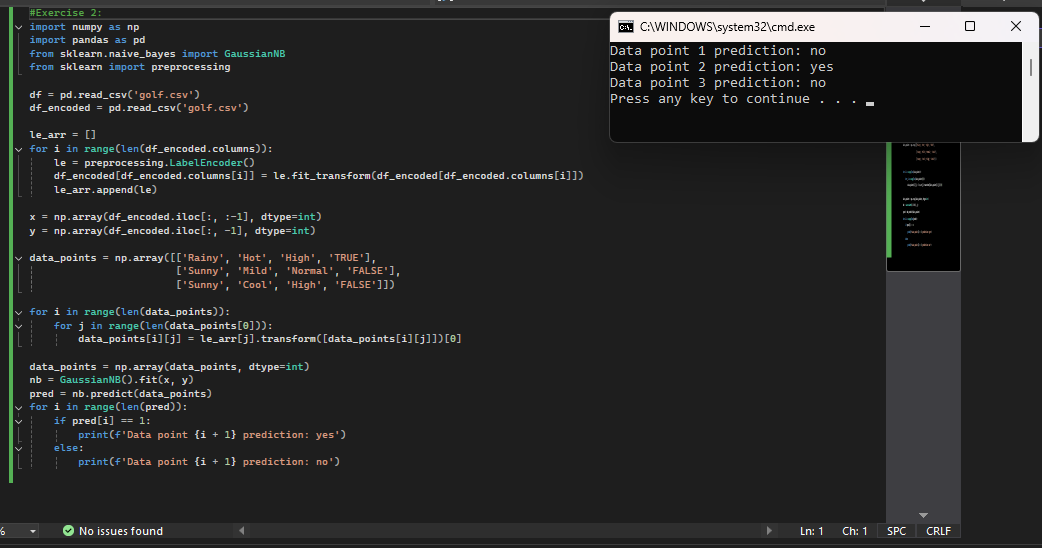 #Exercise 2:
import numpy as np
import pandas as pd
from sklearn.naive_bayes import GaussianNB
from sklearn import preprocessing
df = pd.read_csv('golf.csv')
df_encoded = pd.read_csv('golf.csv')
le_arr = []
for i in range(len(df_encoded.columns)):
    le = preprocessing.LabelEncoder()
    df_encoded[df_encoded.columns[i]] = le.fit_transform(df_encoded[df_encoded.columns[i]])
    le_arr.append(le)
x = np.array(df_encoded.iloc[:, :-1], dtype=int)
y = np.array(df_encoded.iloc[:, -1], dtype=int)
data_points = np.array([['Rainy', 'Hot', 'High', 'TRUE'],
                        ['Sunny', 'Mild', 'Normal', 'FALSE'],
                        ['Sunny', 'Cool', 'High', 'FALSE']])
for i in range(len(data_points)):
    for j in range(len(data_points[0])):
        data_points[i][j] = le_arr[j].transform([data_points[i][j]])[0]
data_points = np.array(data_points, dtype=int)
nb = GaussianNB().fit(x, y)
pred = nb.predict(data_points)
for i in range(len(pred)):
    if pred[i] == 1:
        print(f'Data point {i + 1} prediction: yes')
    else:
        print(f'Data point {i + 1} prediction: no')
C:\WINDOWS\system32\cmd.exe
Data point 1 prediction: no
Data point 2 prediction: yes
Data point 3 prediction: no
Press any key to continue . . .
%
No issues found
Ln: 1
Ch: 1
SPC
CRLF